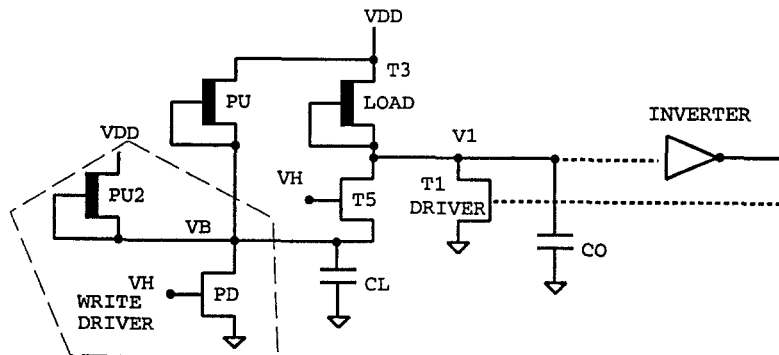 VDD
T3
PU
LOAD
INVERTER
VDD
V1
PU2
VH
T5
T1
DRIVER
VB
CO
VH
PD
CL
WRITE
DRIVER